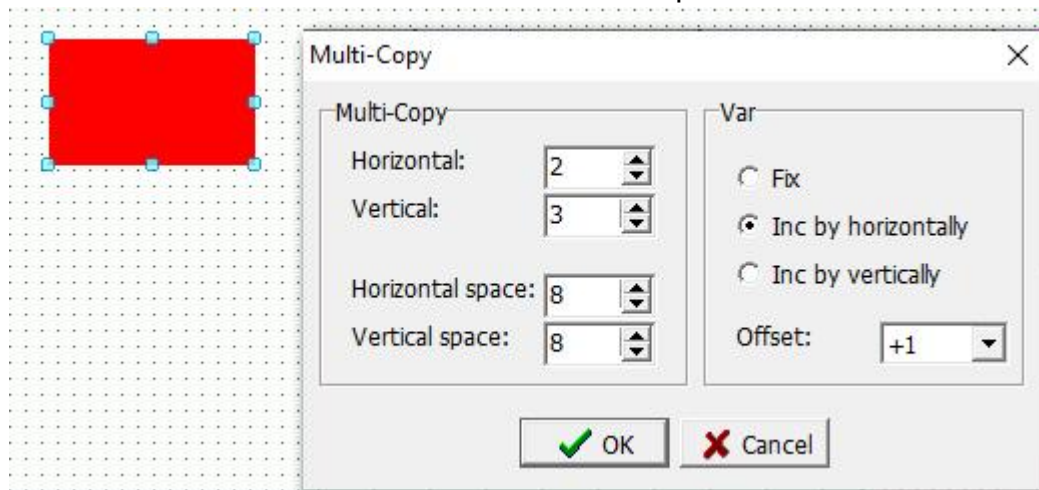 Multi-Copy
Multi-Copy
Horizontal: 2
Vertical: 3
Horizontal space: 8
Vertical space: 8
Var
Fix
Inc by horizontally
Inc by vertically
Offset: +1
OK
Cancel